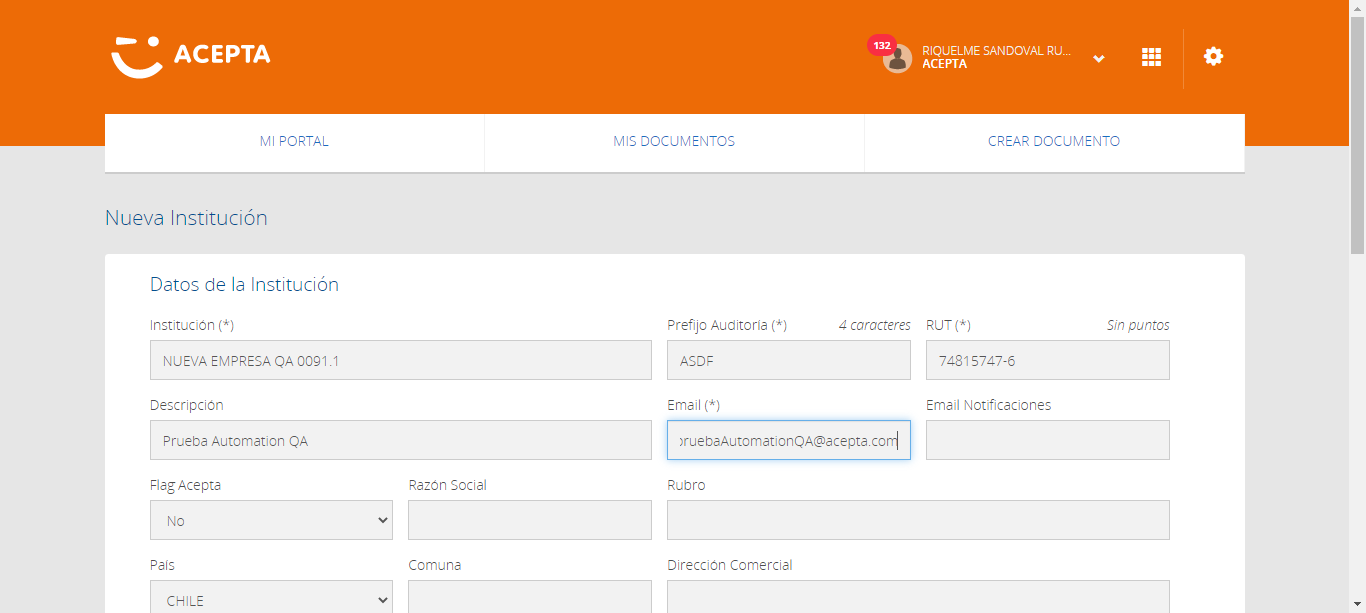 ACEPTA
132
RIQUELME SANDOVAL RU...
ACEPTA
MI PORTAL
MIS DOCUMENTOS
CREAR DOCUMENTO
Nueva Institución
Datos de la Institución
Institución (*)
Prefijo Auditoría (*) 4 caracteres
RUT (*) Sin puntos
NUEVA EMPRESA QA 0091.1
ASDF
74815747-6
Descripción
Email (*)
Email Notificaciones
Prueba Automation QA
pruebaAutomationQA@acepta.com
Flag Acepta
Razón Social
Rubro
No
País
Comuna
Dirección Comercial
CHILE